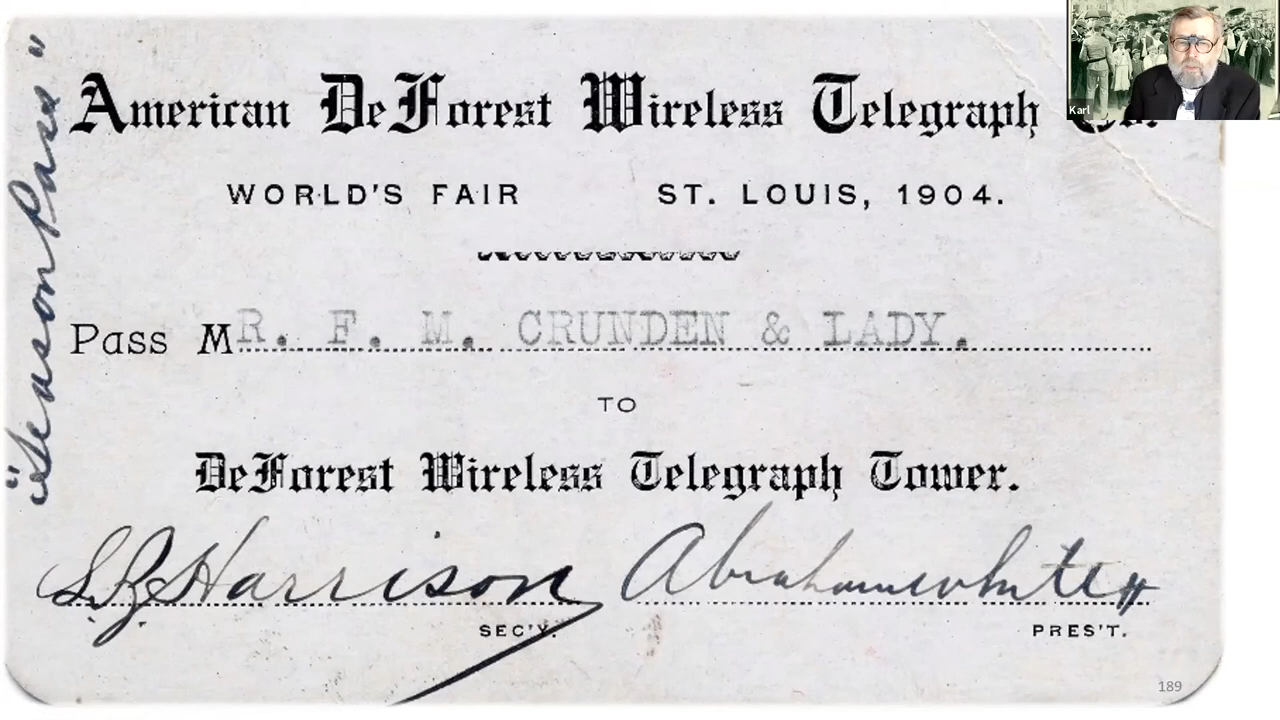 American DeForest Wireless Telegraph Co.
WORLD'S FAIR ST. LOUIS, 1904.
Pass MR. F. M. CRUNDEN & LADY.
TO
DeForest Wireless Telegraph Tower.
Harrison Abraham White
SEC'Y. PRES'T.
"Season Pass"
Karl
189